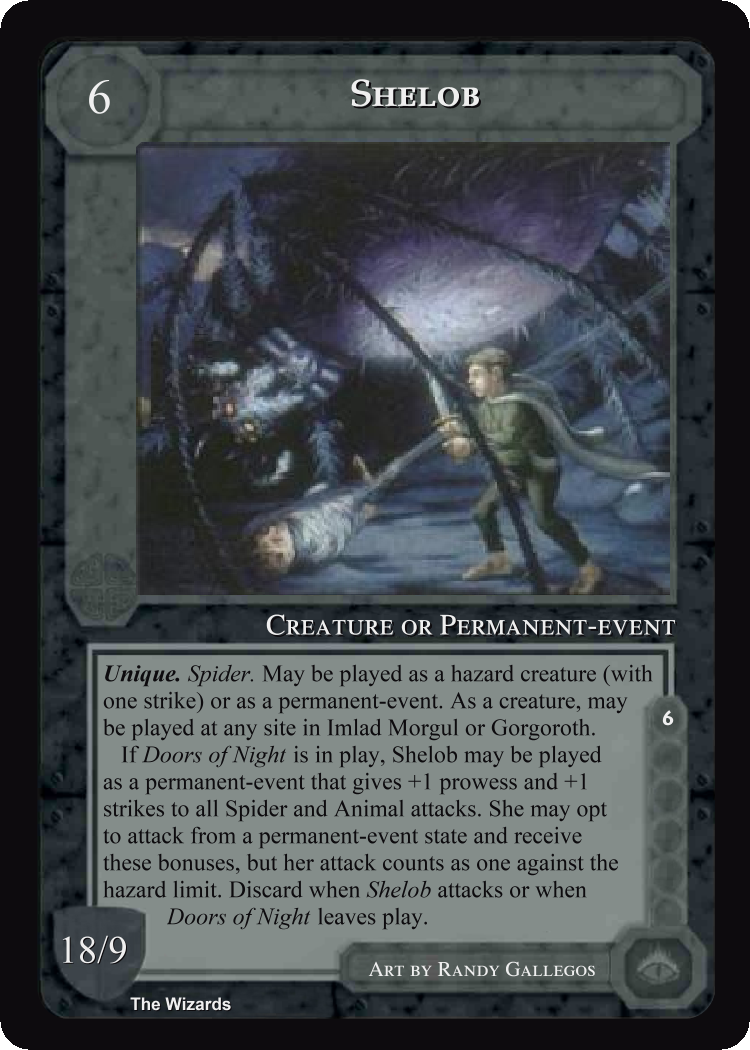 6
Shelob
Creature or Permanent-event
Unique. Spider. May be played as a hazard creature (with
one strike) or as a permanent-event. As a creature, may
be played at any site in Imlad Morgul or Gorgoroth.
If Doors of Night is in play, Shelob may be played
as a permanent-event that gives +1 prowess and +1
strikes to all Spider and Animal attacks. She may opt
to attack from a permanent-event state and receive
these bonuses, but her attack counts as one against the
hazard limit. Discard when Shelob attacks or when
Doors of Night leaves play.
6
18/9
Art by Randy Gallegos
The Wizards